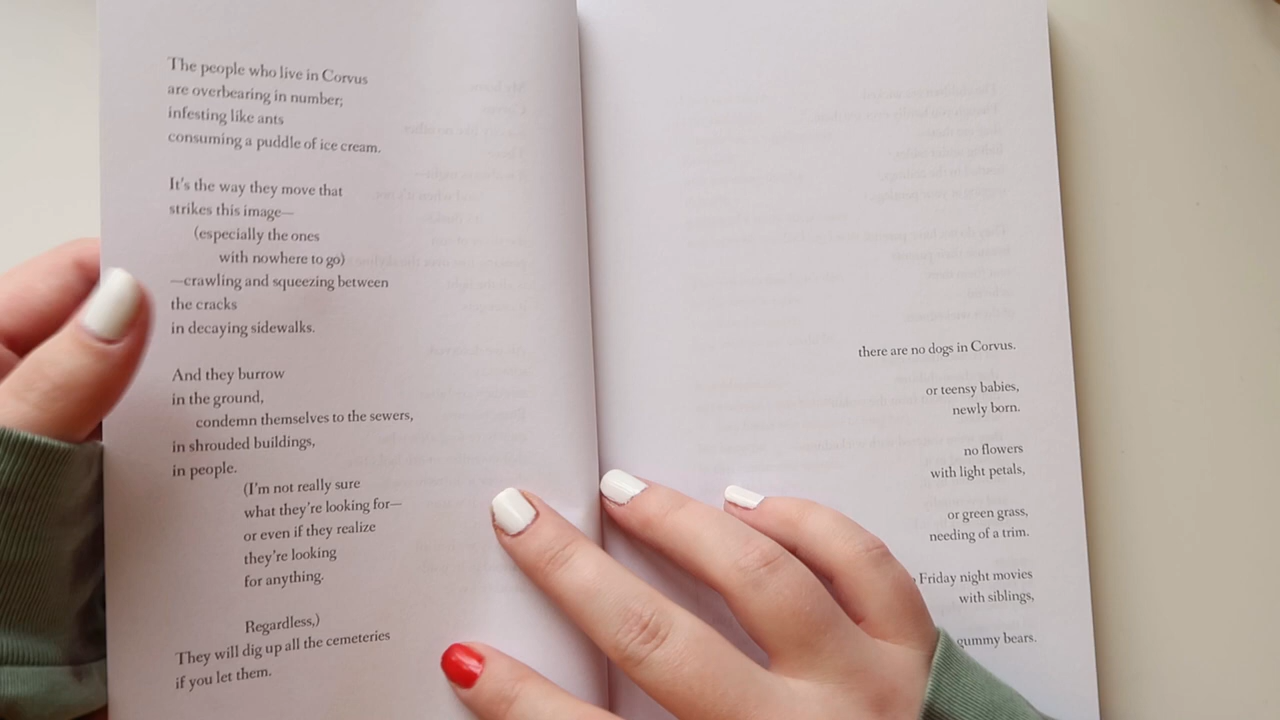 The people who live in Corvus
are overbearing in number;
infesting like ants
consuming a puddle of ice cream.
It's the way they move that
strikes this image—
(especially the ones
with nowhere to go)
—crawling and squeezing between
the cracks
in decaying sidewalks.
And they burrow
in the ground,
condemn themselves to the sewers,
in shrouded buildings,
in people.
(I'm not really sure
what they're looking for—
or even if they realize
they're looking
for anything.
Regardless,)
They will dig up all the cemeteries
if you let them.
there are no dogs in Corvus.
or teensy babies,
newly born.
no flowers
with light petals,
or green grass,
needing of a trim.
Friday night movies
with siblings,
gummy bears.